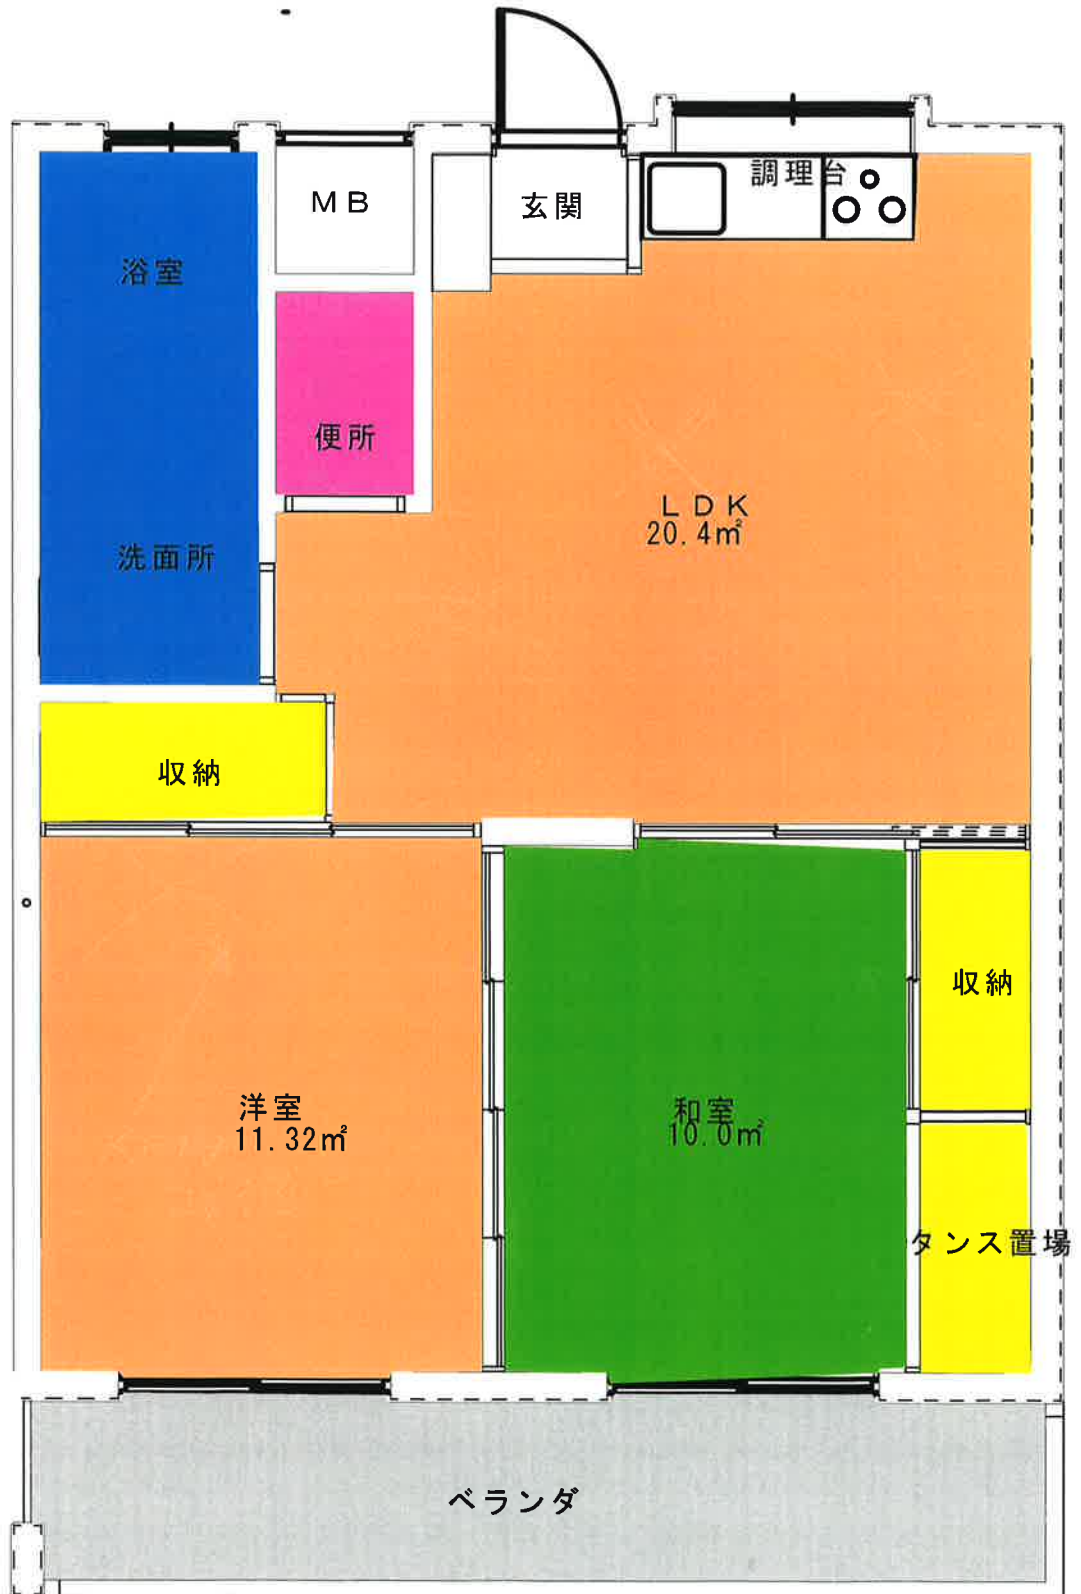 調理台
MB
玄関
浴室
便所
LDK
20.4㎡
洗面所
収納
収納
洋室
11.32㎡
和室
10.0㎡
タンス置場
ベランダ